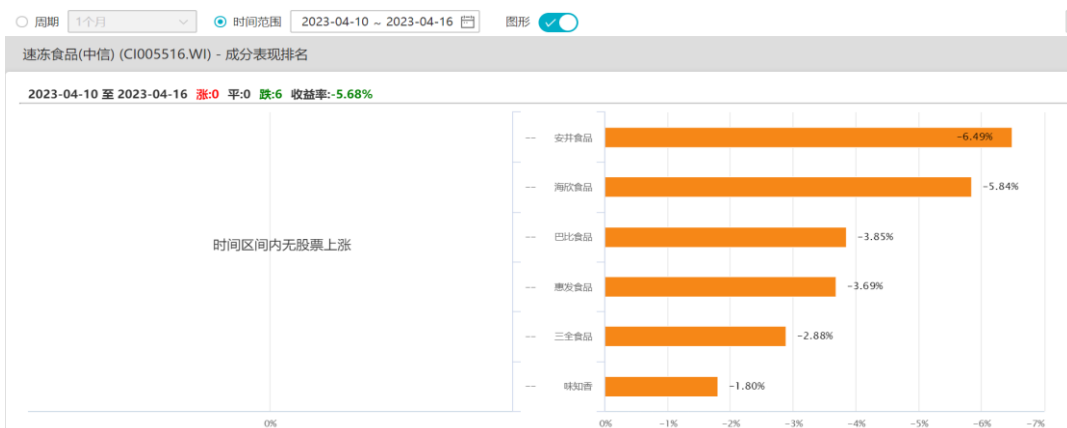 周期 1个月 时间范围 2023-04-10 ~ 2023-04-16 图形
速冻食品(中信) (CI005516.WI) - 成分表现排名
2023-04-10 至 2023-04-16 涨:0 平:0 跌:6 收益率:-5.68%
-- 安井食品 -6.49%
-- 海欣食品 -5.84%
-- 巴比食品 -3.85%
时间区间内无股票上涨
-- 惠发食品 -3.69%
-- 三全食品 -2.88%
-- 味知香 -1.80%
0% 0% -1% -2% -3% -4% -5% -6% -7%